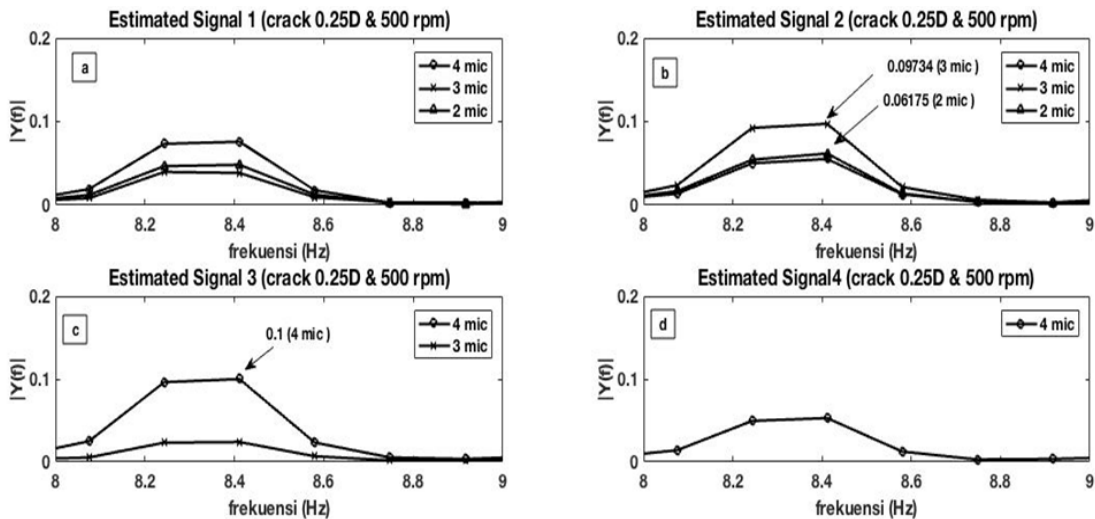 Estimated Signal 1 (crack 0.25D & 500 rpm)
0.2
0.1
0
|Y(f)|
a
4 mic
3 mic
2 mic
8
8.2
8.4
8.6
8.8
9
frekuensi (Hz)
Estimated Signal 2 (crack 0.25D & 500 rpm)
0.2
0.1
0
|Y(f)|
b
0.09734 (3 mic )
0.06175 (2 mic )
4 mic
3 mic
2 mic
8
8.2
8.4
8.6
8.8
9
frekuensi (Hz)
Estimated Signal 3 (crack 0.25D & 500 rpm)
0.2
0.1
0
|Y(f)|
c
0.1 (4 mic )
4 mic
3 mic
8
8.2
8.4
8.6
8.8
9
frekuensi (Hz)
Estimated Signal4 (crack 0.25D & 500 rpm)
0.2
0.1
0
|Y(f)|
d
4 mic
8
8.2
8.4
8.6
8.8
9
frekuensi (Hz)